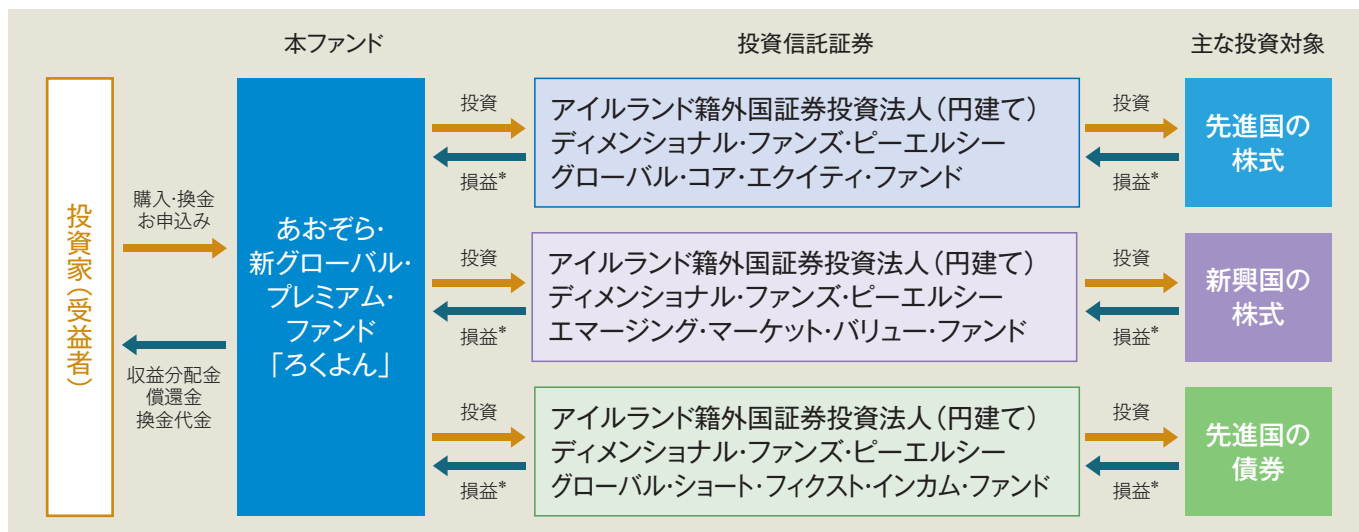 本ファンド
投資信託証券
主な投資対象
投資家(受益者)
購入·換金
お申込み
収益分配金
償還金
換金代金
あおぞら·
新グローバル·
プレミアム·
ファンド
「ろくよん」
投資
損益*
アイルランド籍外国証券投資法人(円建て)
ディメンショナル·ファンズ·ピーエルシー
グローバル·コア·エクイティ·ファンド
投資
損益*
先進国の
株式
投資
損益*
アイルランド籍外国証券投資法人(円建て)
ディメンショナル·ファンズ·ピーエルシー
エマージング·マーケット·バリュー·ファンド
投資
損益*
新興国の
株式
投資
損益*
アイルランド籍外国証券投資法人(円建て)
ディメンショナル·ファンズ·ピーエルシー
グローバル·ショート·フィクスト·インカム·ファンド
投資
損益*
先進国の
債券